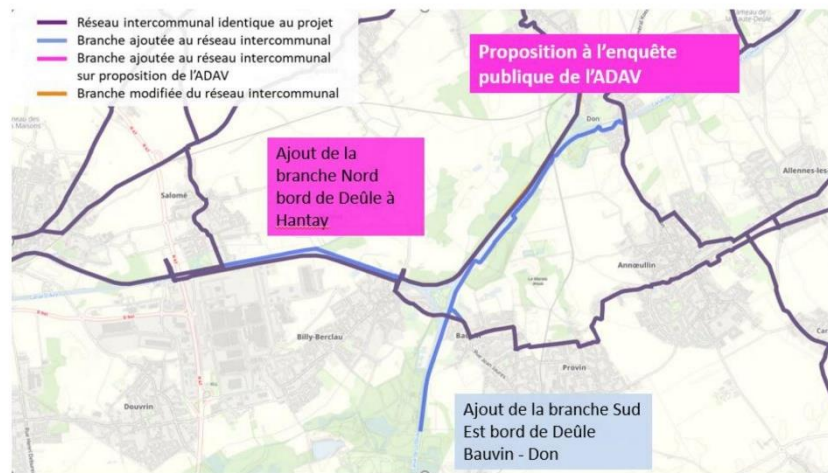 Réseau intercommunal identique au projet
Branche ajoutée au réseau intercommunal
Branche ajoutée au réseau intercommunal
sur proposition de l'ADAV
Branche modifiée du réseau intercommunal
Proposition à l'enquête
publique de l'ADAV
Ajout de la
branche Nord
bord de Deûle à
Hantay
Don
Salomé
Allennes-les-
Annœullin
Billy-Berclau
Provin
Douvrin
Ajout de la branche Sud
Est bord de Deûle
Bauvin - Don